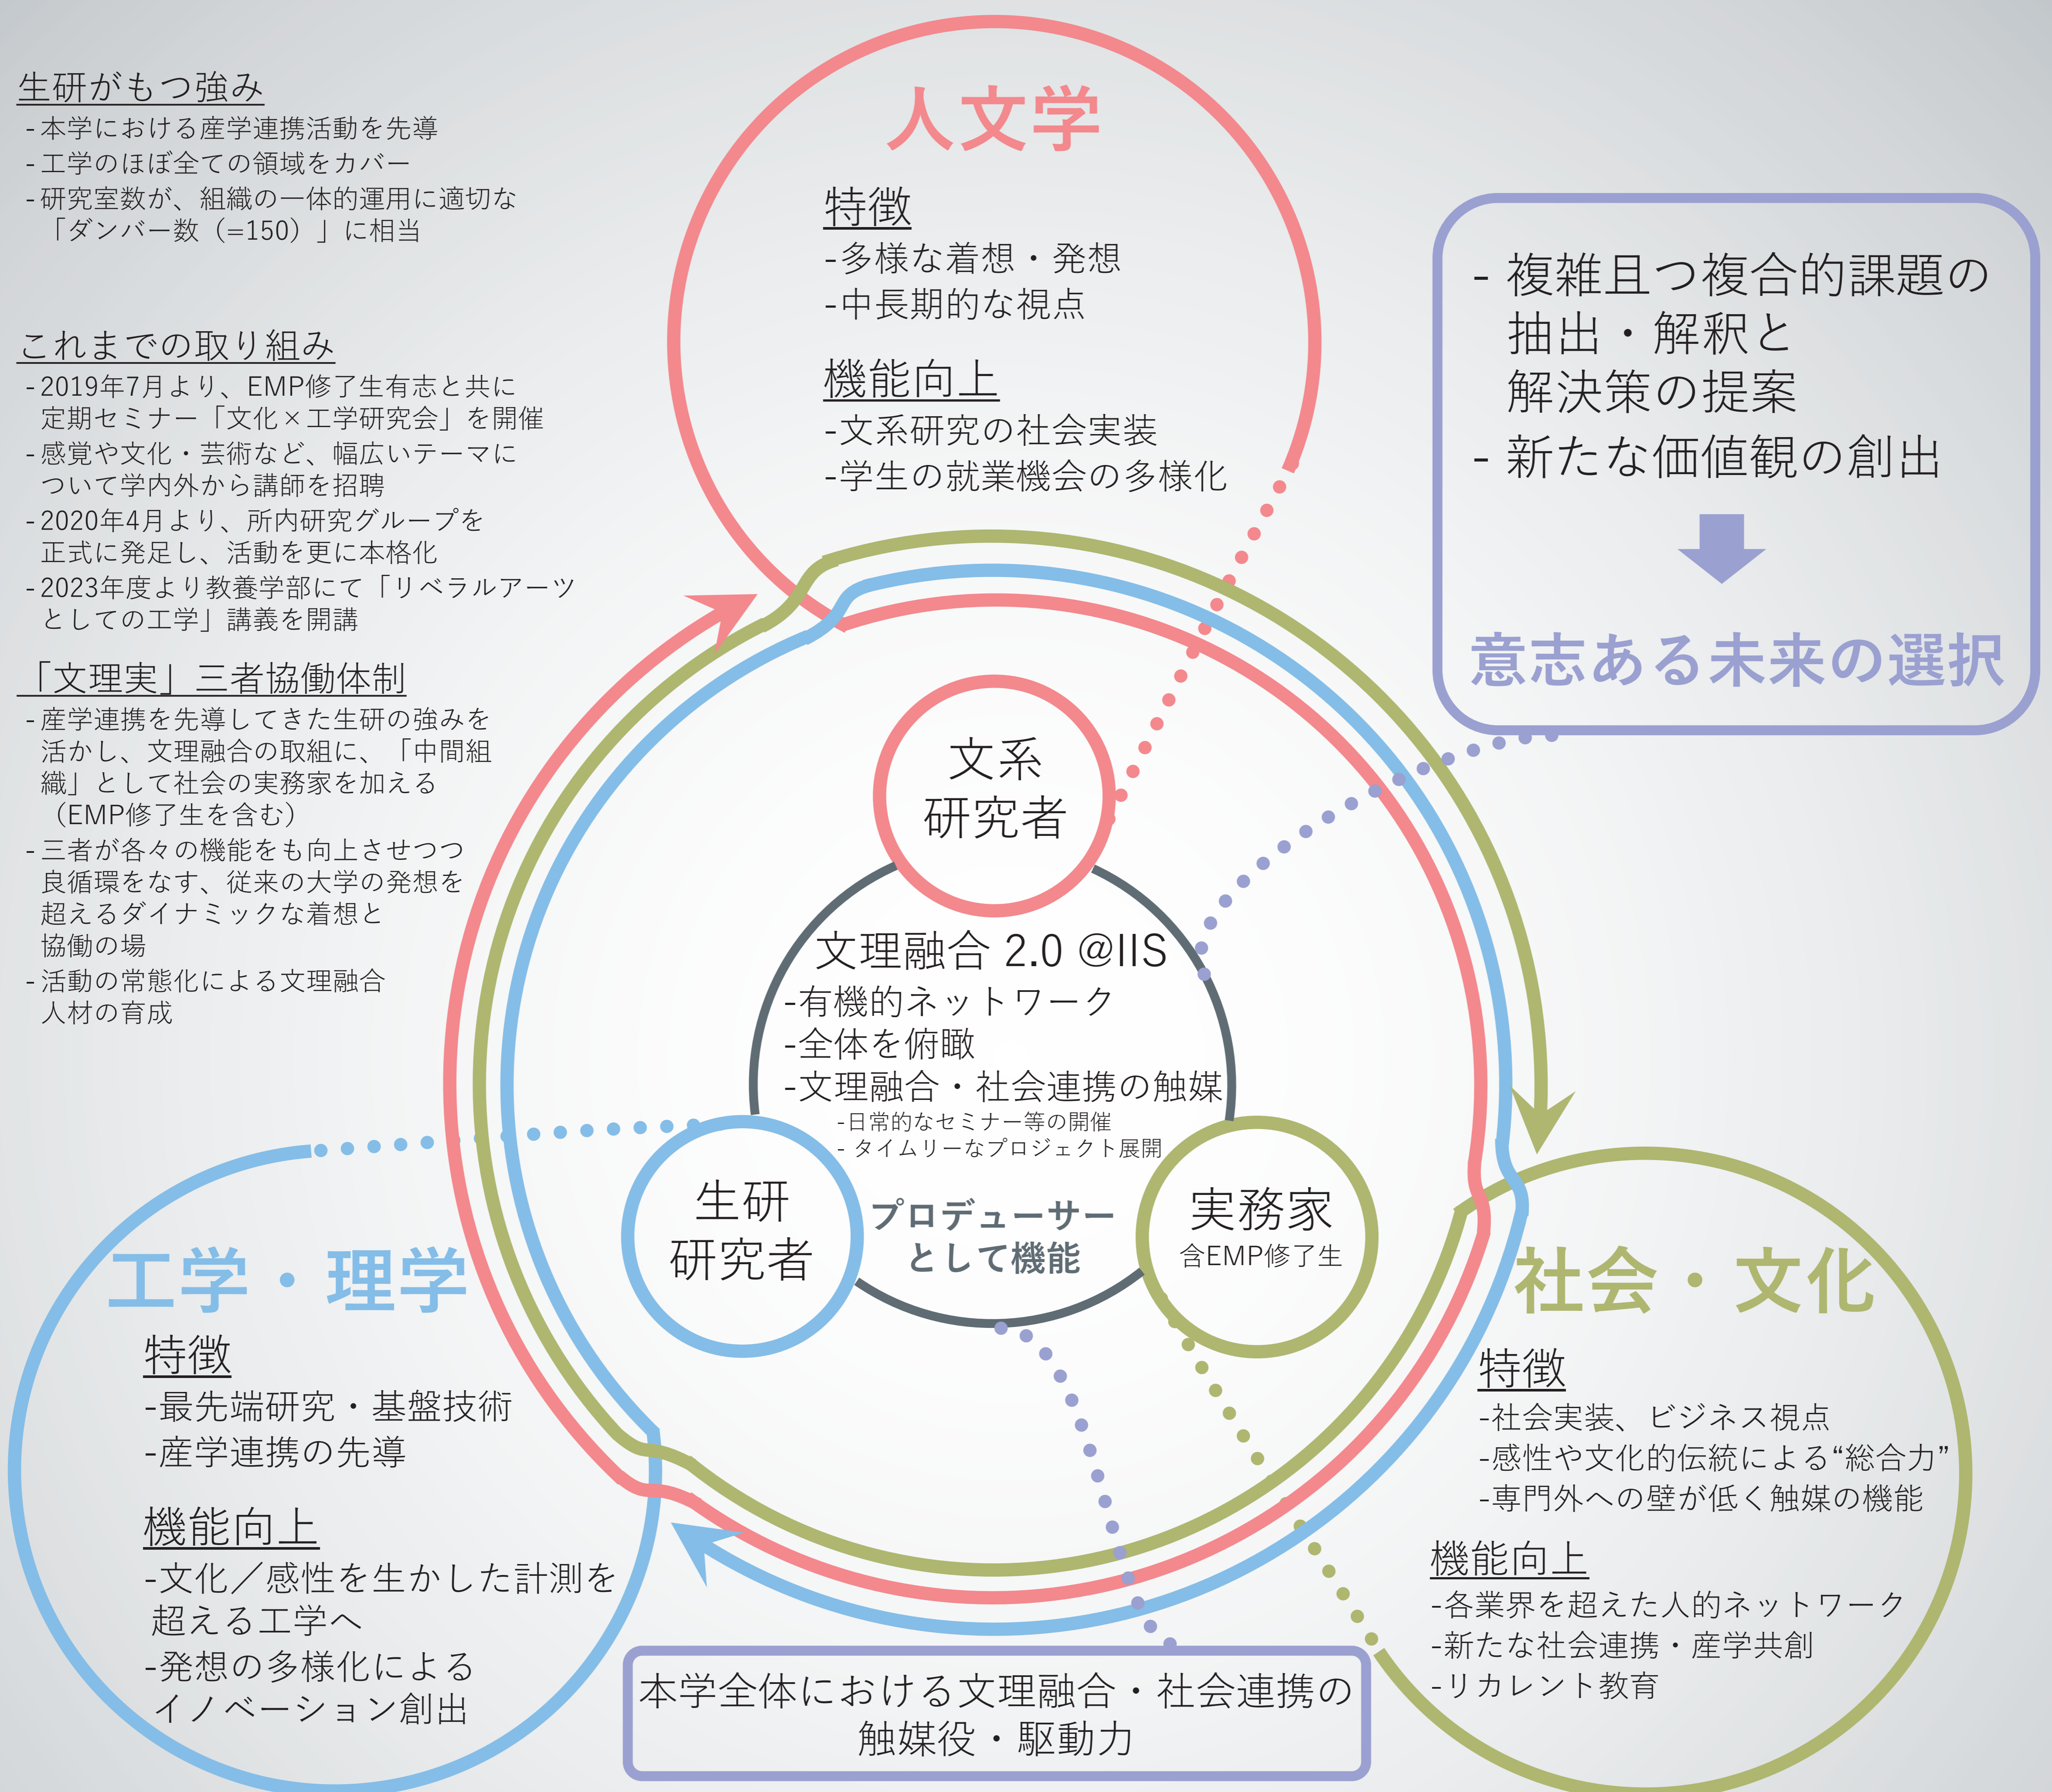 生研がもつ強み
-本学における産学連携活動を先導
-工学のほぼ全ての領域をカバー
-研究室数が、組織の一体的運用に適切な
「ダンバー数（=150）」に相当
これまでの取り組み
-2019年7月より、EMP修了生有志と共に
定期セミナー「文化×工学研究会」を開催
-感覚や文化・芸術など、幅広いテーマに
ついて学内外から講師を招聘
-2020年4月より、所内研究グループを
正式に発足し、活動を更に本格化
-2023年度より教養学部にて「リベラルアーツ
としての工学」講義を開講
「文理実」三者協働体制
-産学連携を先導してきた生研の強みを
活かし、文理融合の取組に、「中間組
織」として社会の実務家を加える
（EMP修了生を含む）
-三者が各々の機能をも向上させつつ
良循環をなす、従来の大学の発想を
超えるダイナミックな着想と
協働の場
-活動の常態化による文理融合
人材の育成
人文学
特徴
-多様な着想・発想
-中長期的な視点
機能向上
-文系研究の社会実装
-学生の就業機会の多様化
- 複雑且つ複合的課題の
抽出・解釈と
解決策の提案
- 新たな価値観の創出
意志ある未来の選択
文系
研究者
文理融合 2.0 @IIS
-有機的ネットワーク
-全体を俯瞰
-文理融合・社会連携の触媒
-日常的なセミナー等の開催
- タイムリーなプロジェクト展開
プロデューサー
として機能
生研
研究者
実務家
含EMP修了生
工学・理学
特徴
-最先端研究・基盤技術
-産学連携の先導
機能向上
-文化／感性を生かした計測を
超える工学へ
-発想の多様化による
イノベーション創出
社会・文化
特徴
-社会実装、ビジネス視点
-感性や文化的伝統による“総合力”
-専門外への壁が低く触媒の機能
機能向上
-各業界を超えた人的ネットワーク
-新たな社会連携・産学共創
-リカレント教育
本学全体における文理融合・社会連携の
触媒役・駆動力